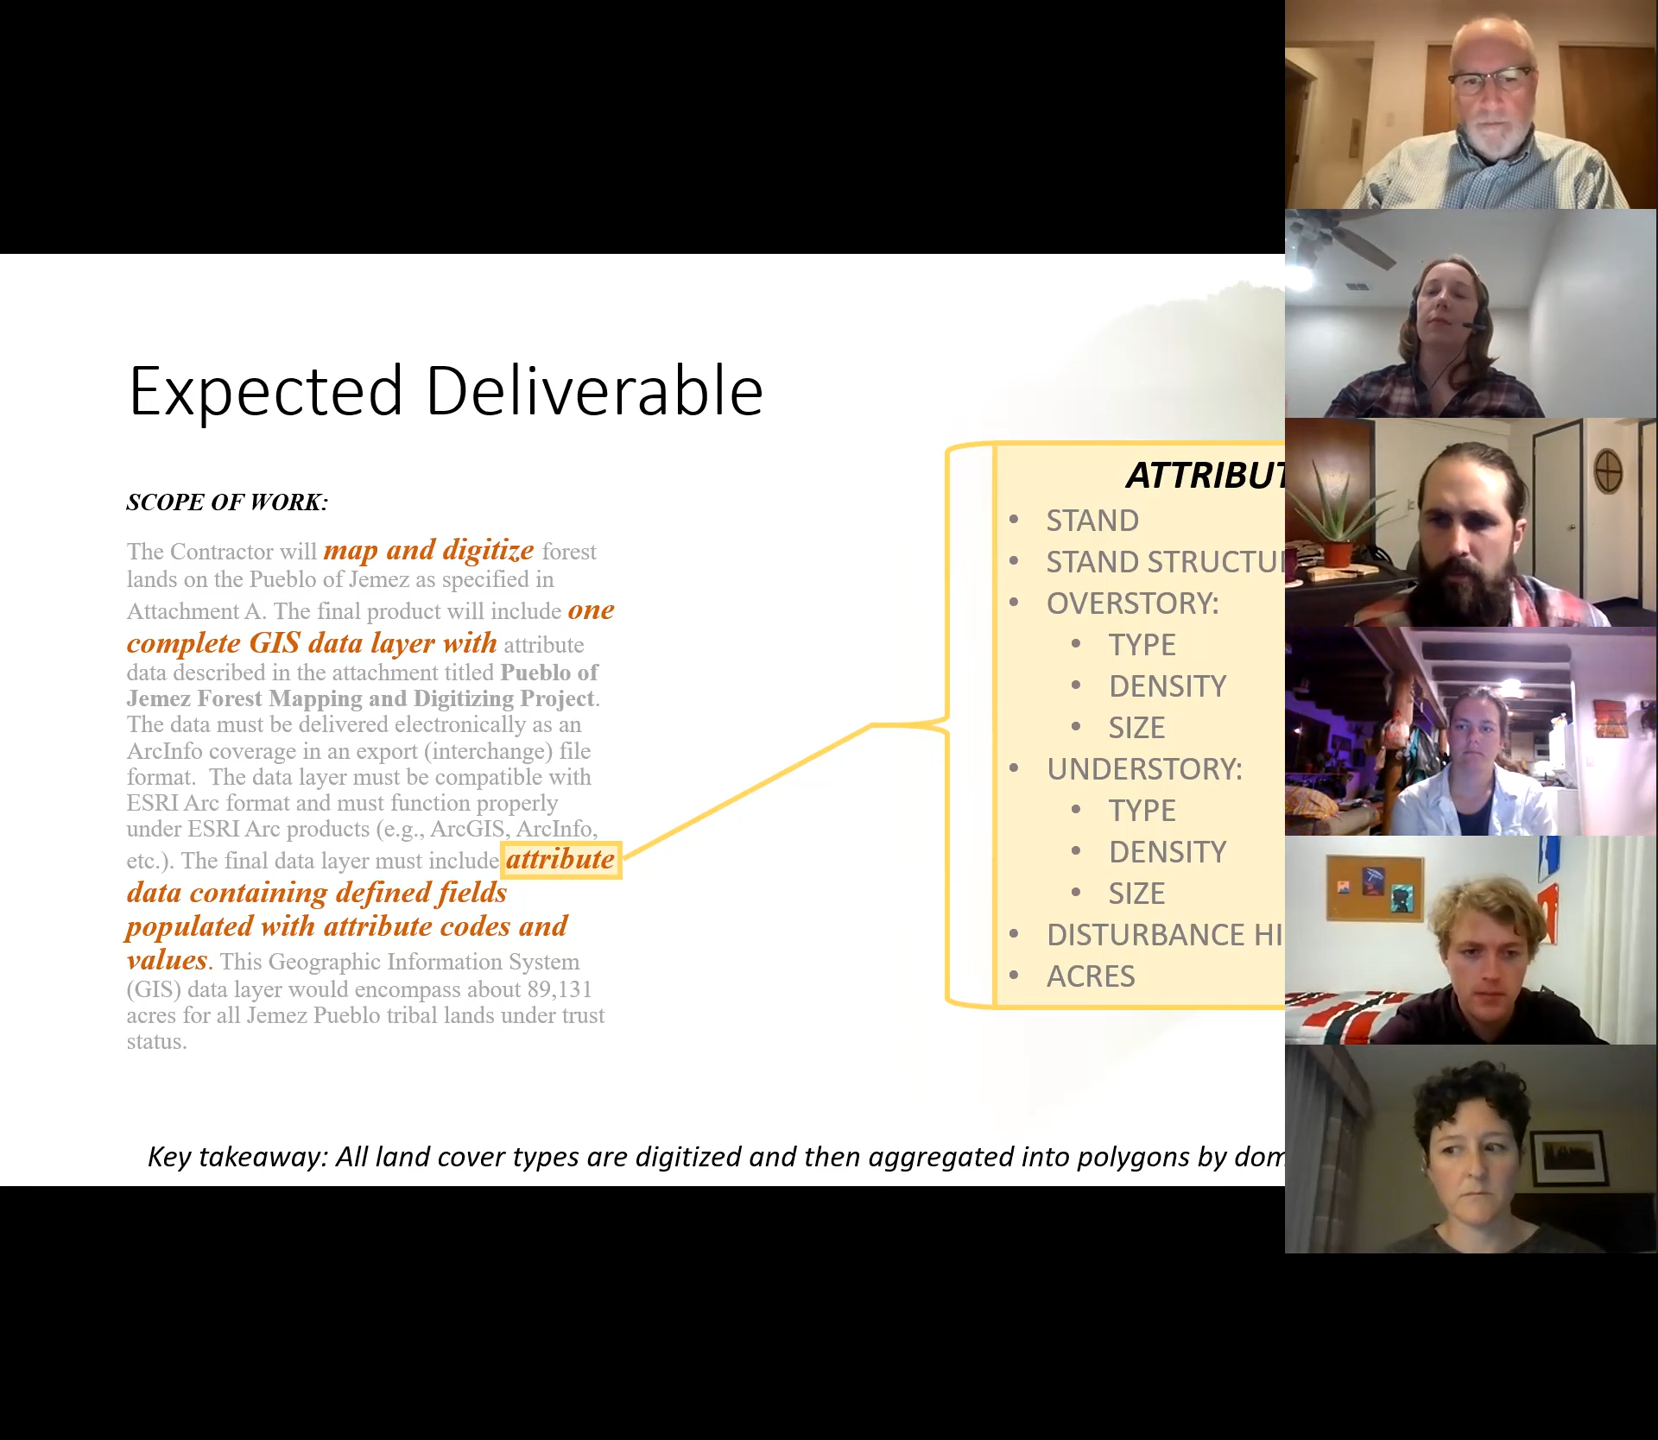 Expected Deliverable
SCOPE OF WORK:
The Contractor will map and digitize forest
lands on the Pueblo of Jemez as specified in
Attachment A. The final product will include one
complete GIS data layer with attribute
data described in the attachment titled Pueblo of
Jemez Forest Mapping and Digitizing Project.
The data must be delivered electronically as an
ArcInfo coverage in an export (interchange) file
format.  The data layer must be compatible with
ESRI Arc format and must function properly
under ESRI Arc products (e.g., ArcGIS, ArcInfo,
etc.). The final data layer must include attribute
data containing defined fields
populated with attribute codes and
values. This Geographic Information System
(GIS) data layer would encompass about 89,131
acres for all Jemez Pueblo tribal lands under trust
status.
• STAND
• STAND
• OVERSTORY:
• TYPE
• DENSITY
• SIZE
• UNDERSTORY:
• TYPE
• DENSITY
• SIZE
• DISTURBANCE
• ACRES
Key takeaway: All land cover types are digitized and then aggregated into polygons by